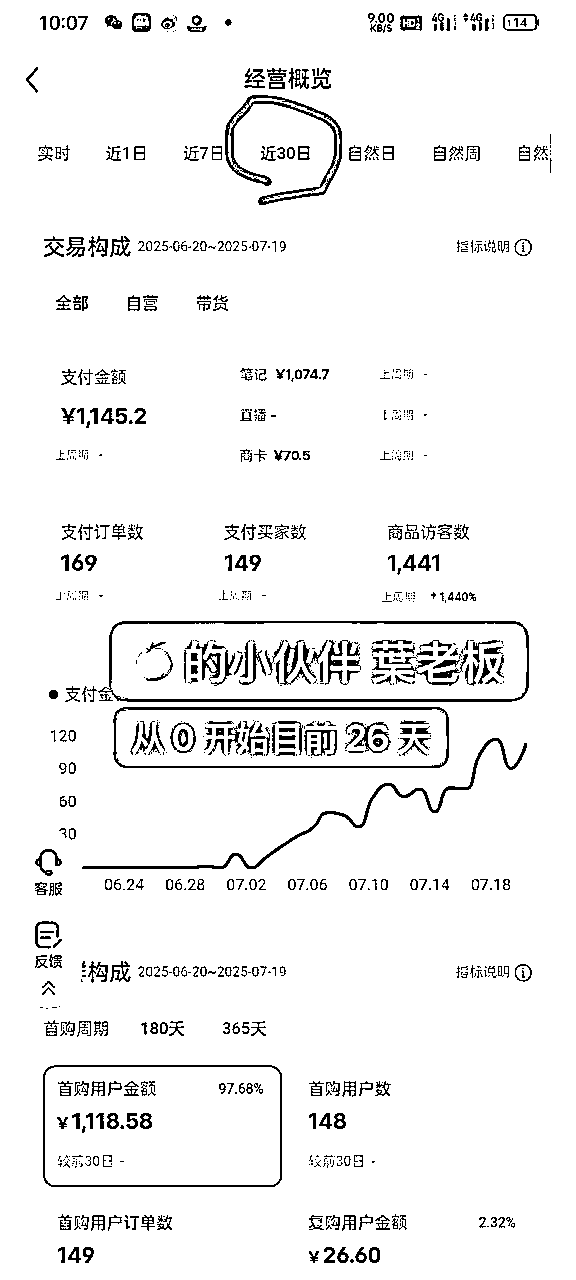 10:07 9.00 KB/S HD2 4G 4G 14
经营概览
实时 近1日 近7日 近30日 自然日 自然周 自然
交易构成 2025-06-20~2025-07-19 指标说明
全部 自营 带货
支付金额 笔记 ¥1,074.7 上周期 -
¥1,145.2 直播 - 上周期 -
上周期 - 商卡 ¥70.5 上周期 -
支付订单数 支付买家数 商品访客数
169 149 1,441
上周期 - 上周期 - 上周期 1,440%
的小伙伴 葉老板
支付金
从0开始目前 26 天
120
90
60
30
06.24 06.28 07.02 07.06 07.10 07.14 07.18
客服
反馈
构成 2025-06-20~2025-07-19 指标说明
首购周期 180天 365天
首购用户金额 97.68% 首购用户数
¥1,118.58 148
较前30日 - 较前30日 -
首购用户订单数 复购用户金额 2.32%
149 ¥26.60